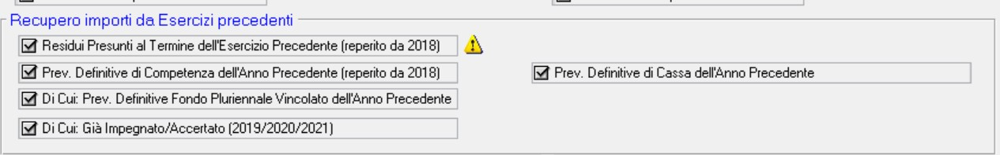 Recupero importi da Esercizi precedenti
Residui Presunti al Termine dell'Esercizio Precedente (reperito da 2018)
Prev. Definitive di Competenza dell'Anno Precedente (reperito da 2018)
Prev. Definitive di Cassa dell'Anno Precedente
Di Cui: Prev. Definitive Fondo Pluriennale Vincolato dell'Anno Precedente
Di Cui: Già Impegnato/Accertato (2019/2020/2021)